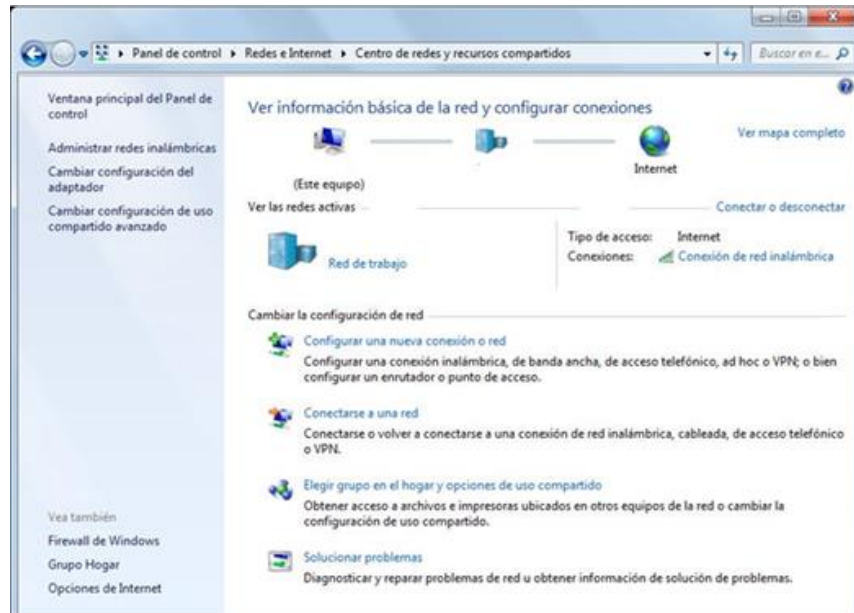 Panel de control ▸ Redes e Internet ▸ Centro de redes y recursos compartidos
Buscar en e...
Ventana principal del Panel de
control
Administrar redes inalámbricas
Cambiar configuración del
adaptador
Cambiar configuración de uso
compartido avanzado
Vea también
Firewall de Windows
Grupo Hogar
Opciones de Internet
Ver información básica de la red y configurar conexiones
Ver mapa completo
(Este equipo)
Internet
Ver las redes activas
Conectar o desconectar
Red de trabajo
Tipo de acceso: Internet
Conexiones: Conexión de red inalámbrica
Cambiar la configuración de red
Configurar una nueva conexión o red
Configurar una conexión inalámbrica, de banda ancha, de acceso telefónico, ad hoc o VPN; o bien
configurar un enrutador o punto de acceso.
Conectarse a una red
Conectarse o volver a conectarse a una conexión de red inalámbrica, cableada, de acceso telefónico
o VPN.
Elegir grupo en el hogar y opciones de uso compartido
Obtener acceso a archivos e impresoras ubicados en otros equipos de la red o cambiar la
configuración de uso compartido.
Solucionar problemas
Diagnosticar y reparar problemas de red u obtener información de solución de problemas.